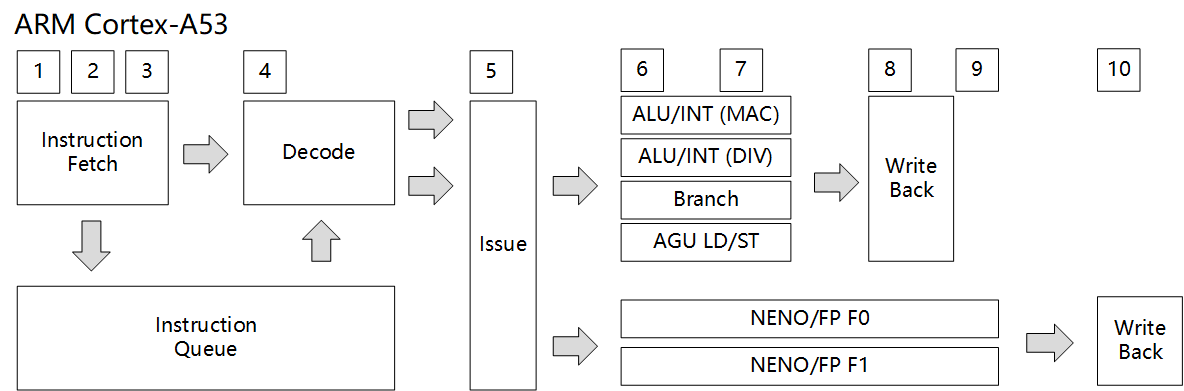 ARM Cortex-A53
1 2 3 4 5 6 7 8 9 10
Instruction
Fetch
Decode
Issue
ALU/INT (MAC)
ALU/INT (DIV)
Branch
AGU LD/ST
Write
Back
Instruction
Queue
NENO/FP F0
NENO/FP F1
Write
Back